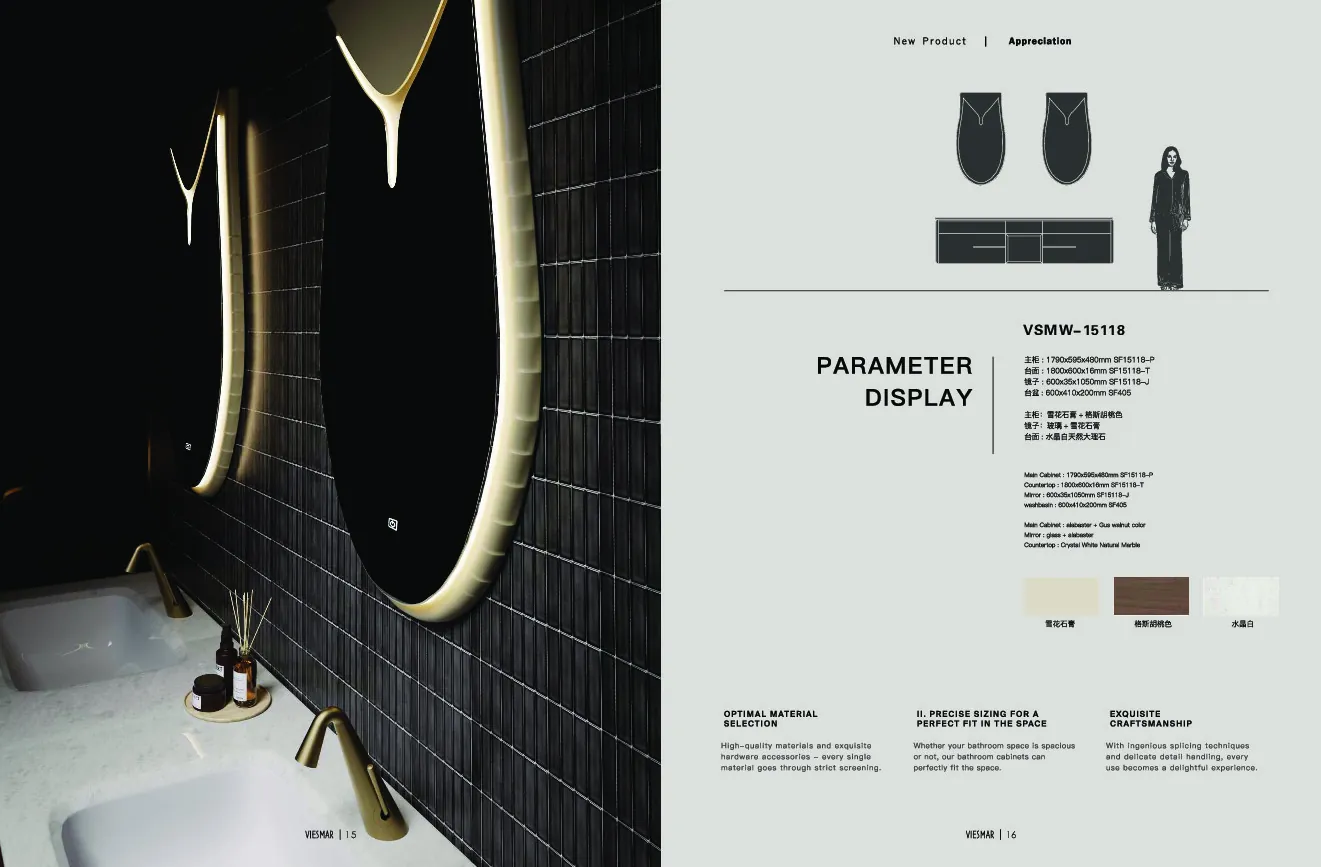 New Product | Appreciation
VSMW-15118
PARAMETER
DISPLAY
主柜 : 1790x595x480mm SF15118-P
台面 : 1800x600x16mm SF15118-T
镜子 : 600x35x1050mm SF15118-J
台盆 : 600x410x200mm SF405
主柜: 雪花石膏 + 格斯胡桃色
镜子: 玻璃 + 雪花石膏
台面 : 水晶白天然大理石
Main Cabinet : 1790x595x480mm SF15118-P
Countertop : 1800x600x16mm SF15118-T
Mirror : 600x35x1050mm SF15118-J
washbasin : 600x410x200mm SF405
Main Cabinet : alabaster + Gus walnut color
Mirror : glass + alabaster
Countertop : Crystal White Natural Marble
雪花石膏
格斯胡桃色
水晶白
OPTIMAL MATERIAL
SELECTION
High-quality materials and exquisite
hardware accessories - every single
material goes through strict screening.
II. PRECISE SIZING FOR A
PERFECT FIT IN THE SPACE
Whether your bathroom space is spacious
or not, our bathroom cabinets can
perfectly fit the space.
EXQUISITE
CRAFTSMANSHIP
With ingenious splicing techniques
and delicate detail handling, every
use becomes a delightful experience.
VIESMAR | 15
VIESMAR | 16